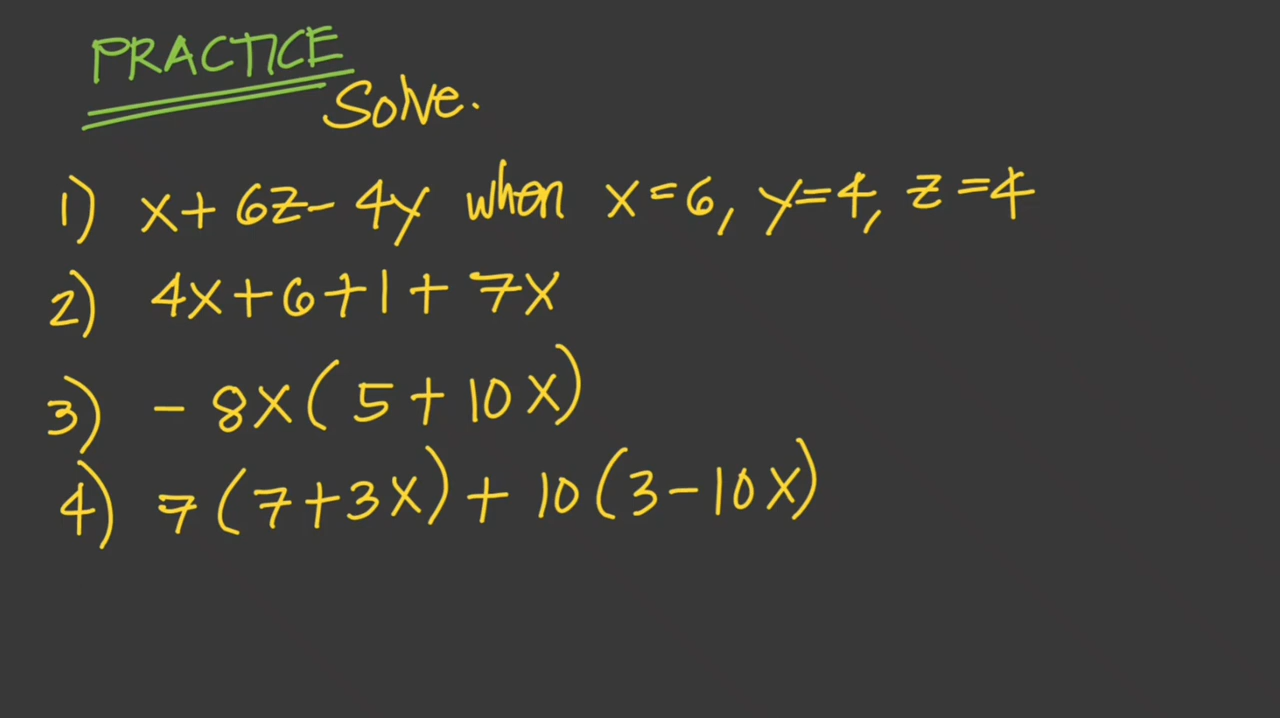 PRACTICE
Solve.
1) x + 6z - 4y when x = 6, y = 4, z = 4
2) 4x + 6 + 1 + 7x
3) - 8x ( 5 + 10x )
4) 7 ( 7 + 3x ) + 10 ( 3 - 10x )